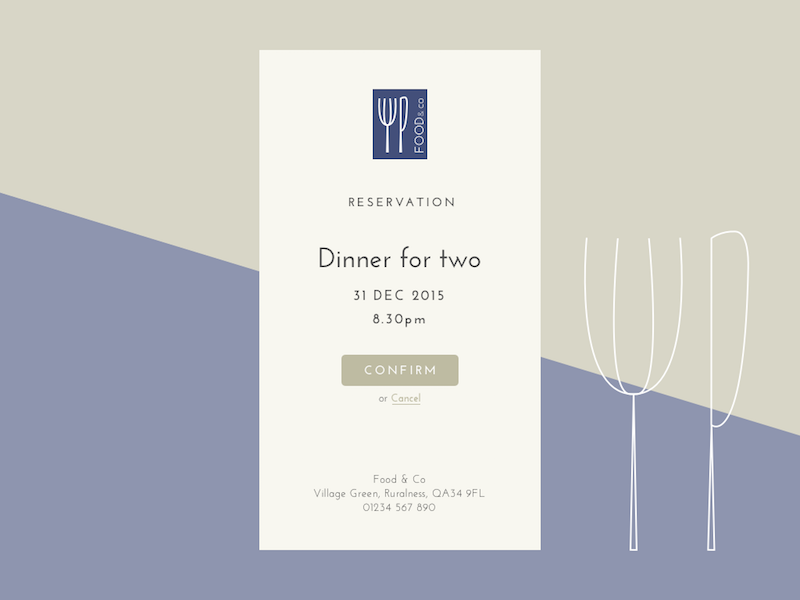 FOOD & CO
RESERVATION
Dinner for two
31 DEC 2015
8.30pm
CONFIRM
or Cancel
Food & Co
Village Green, Ruralness, QA34 9FL
01234 567 890